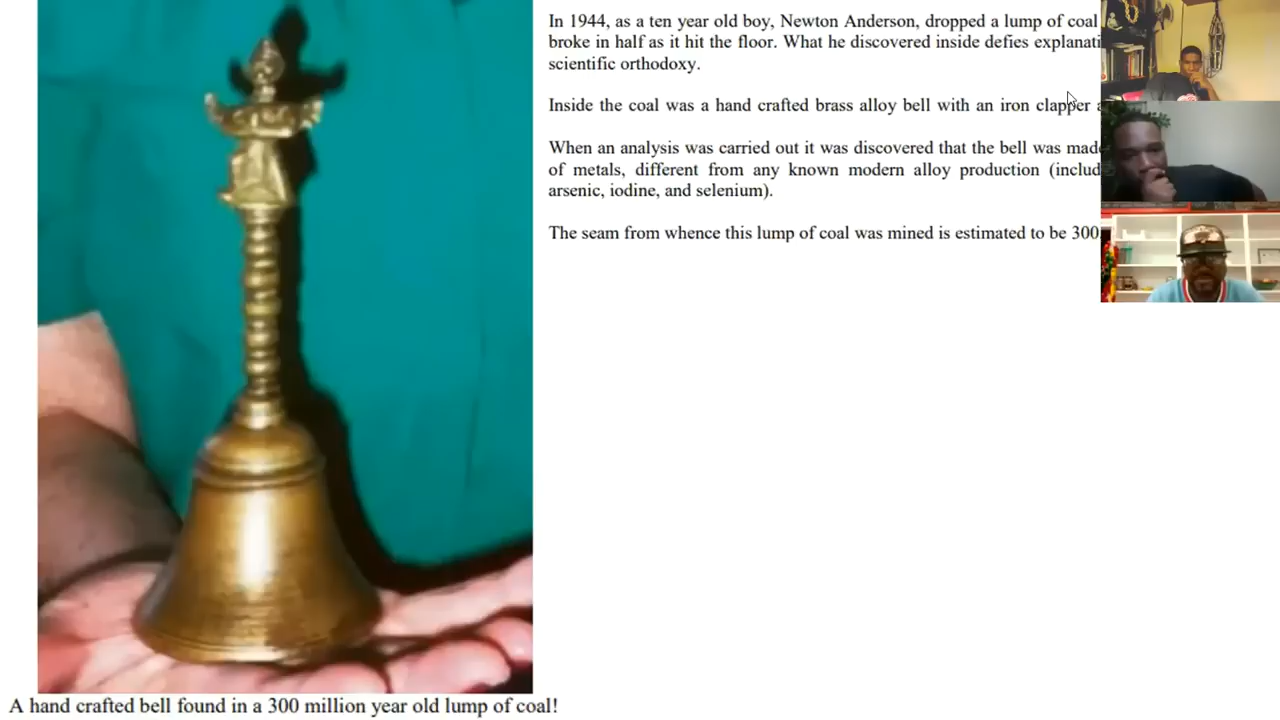 In 1944, as a ten year old boy, Newton Anderson, dropped a lump of coal
broke in half as it hit the floor. What he discovered inside defies
scientific orthodoxy.
Inside the coal was a hand crafted brass alloy bell with an iron clapper
When an analysis was carried out it was discovered that the bell was
of metals, different from any known modern alloy production
arsenic, iodine, and selenium).
The seam from whence this lump of coal was mined is estimated to be 300
A hand crafted bell found in a 300 million year old lump of coal!